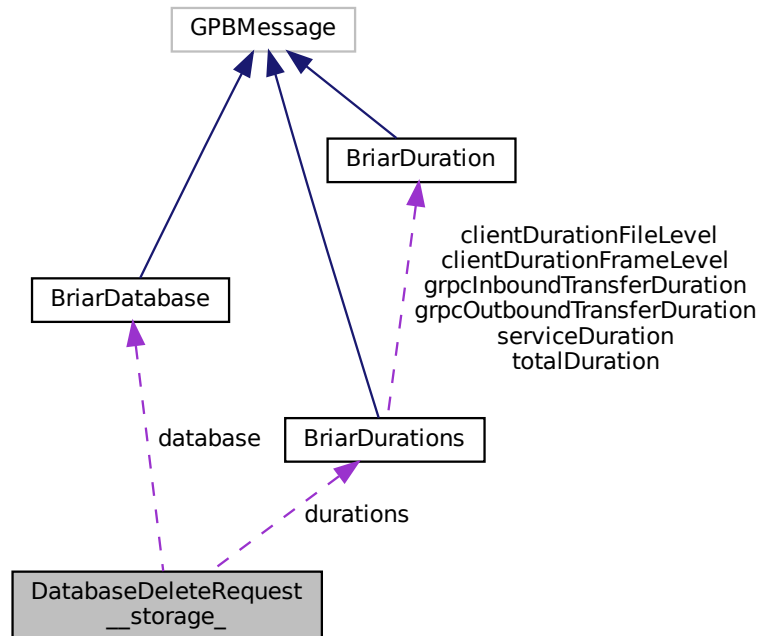 GPBMessage
BriarDuration
clientDurationFileLevel
clientDurationFrameLevel
grpcInboundTransferDuration
grpcOutboundTransferDuration
serviceDuration
totalDuration
BriarDatabase
BriarDurations
database
durations
DatabaseDeleteRequest
__storage_